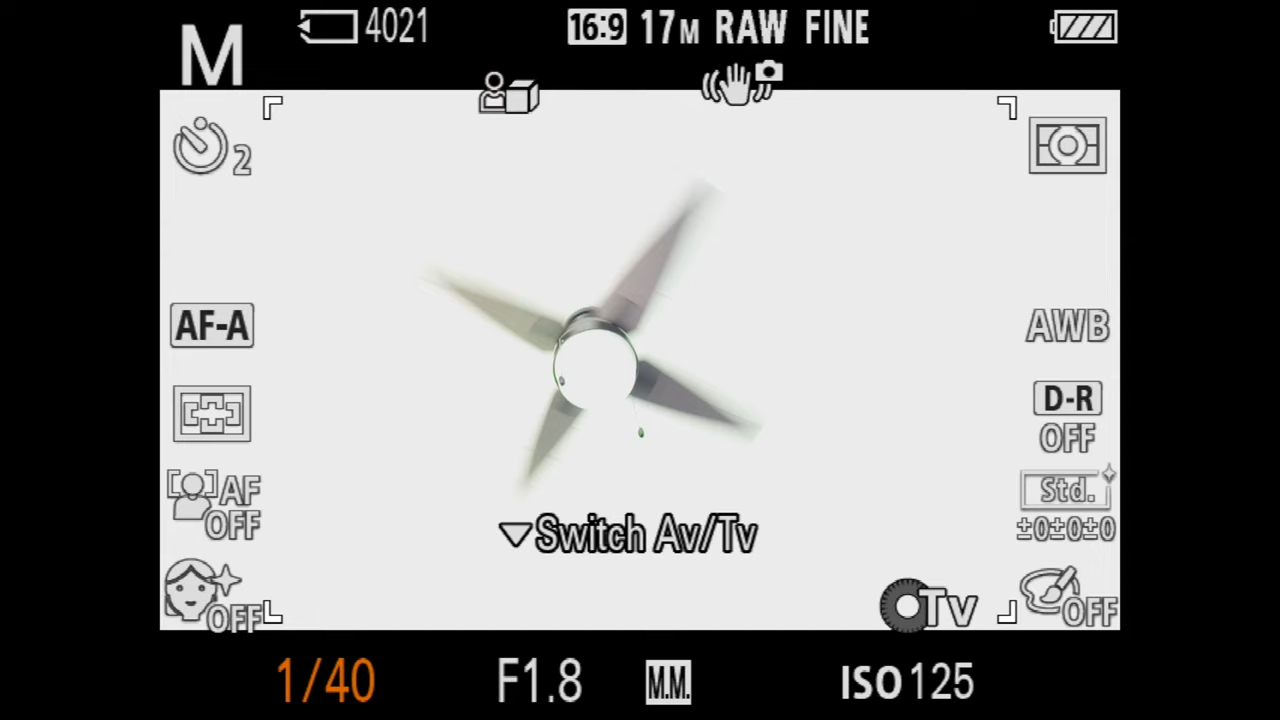 M 4021 16:9 17M RAW FINE
2
AF-A AWB
D-R
OFF
AF
OFF
Std.
±0±0±0
Switch Av/Tv
OFF
Tv
OFF
1/40 F1.8 M.M. ISO 125